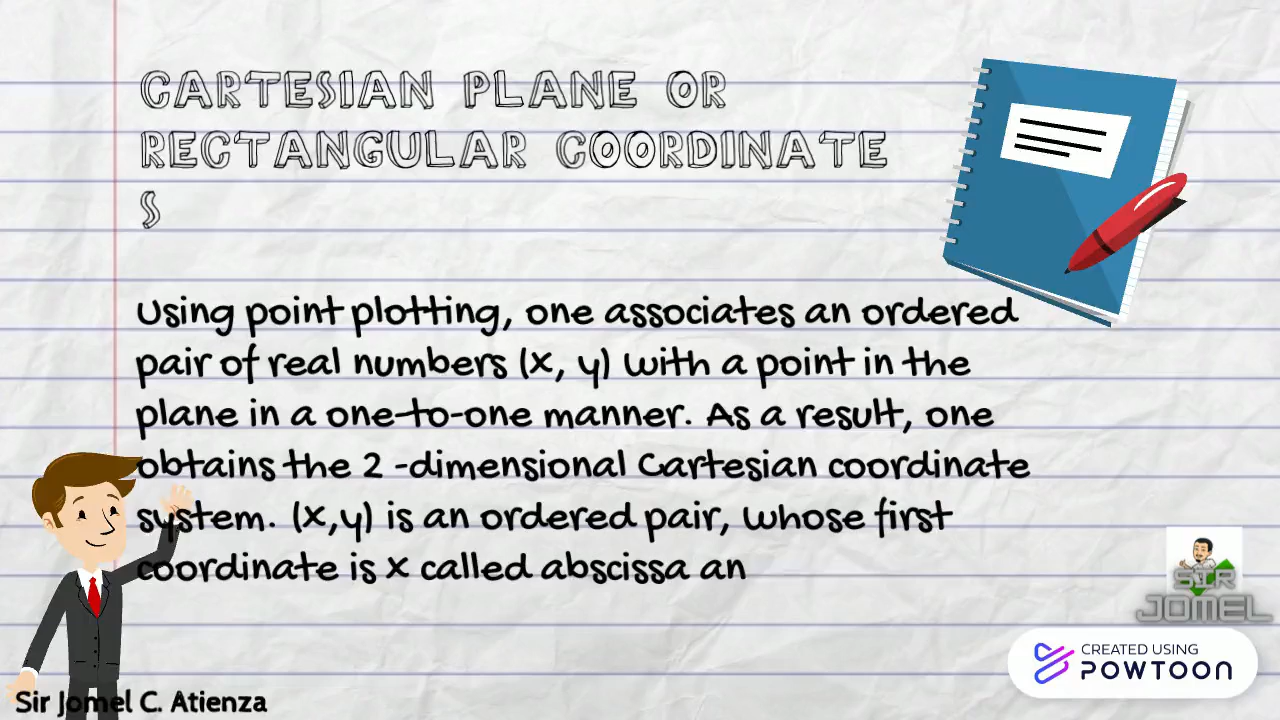 CARTESIAN PLANE OR
RECTANGULAR COORDINATE
S
Using point plotting, one associates an ordered
pair of real numbers (x, y) with a point in the
plane in a one-to-one manner. As a result, one
obtains the 2 -dimensional Cartesian coordinate
system. (x,y) is an ordered pair, whose first
coordinate is x called abscissa an
SIR
JOMEL
CREATED USING
POWTOON
Sir Jomel C. Atienza